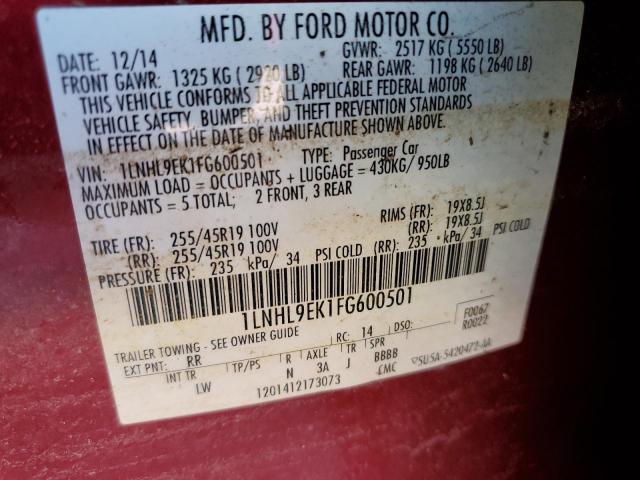 MFD. BY FORD MOTOR CO.
DATE: 12/14 GVWR: 2517 KG ( 5550 LB)
FRONT GAWR: 1325 KG ( 2920 LB) REAR GAWR: 1198 KG ( 2640 LB)
THIS VEHICLE CONFORMS TO ALL APPLICABLE FEDERAL MOTOR
VEHICLE SAFETY, BUMPER, AND THEFT PREVENTION STANDARDS
IN EFFECT ON THE DATE OF MANUFACTURE SHOWN ABOVE.
VIN: 1LNHL9EK1FG600501 TYPE: Passenger Car
MAXIMUM LOAD = OCCUPANTS + LUGGAGE = 430KG/ 950LB
OCCUPANTS = 5 TOTAL; 2 FRONT, 3 REAR
RIMS (FR): 19X8.5J
TIRE (FR): 255/45R19 100V (RR): 19X8.5J
(RR): 255/45R19 100V
PRESSURE (FR): 235 kPa/ 34 PSI COLD (RR): 235 kPa/ 34 PSI COLD
1LNHL9EK1FG600501
F0067
R0022
TRAILER TOWING - SEE OWNER GUIDE RC: 14 DSO:
EXT PNT: RR
INT TR TP/PS R AXLE TR SPR
LW N 3A J BBBB
1201412173073 CMC